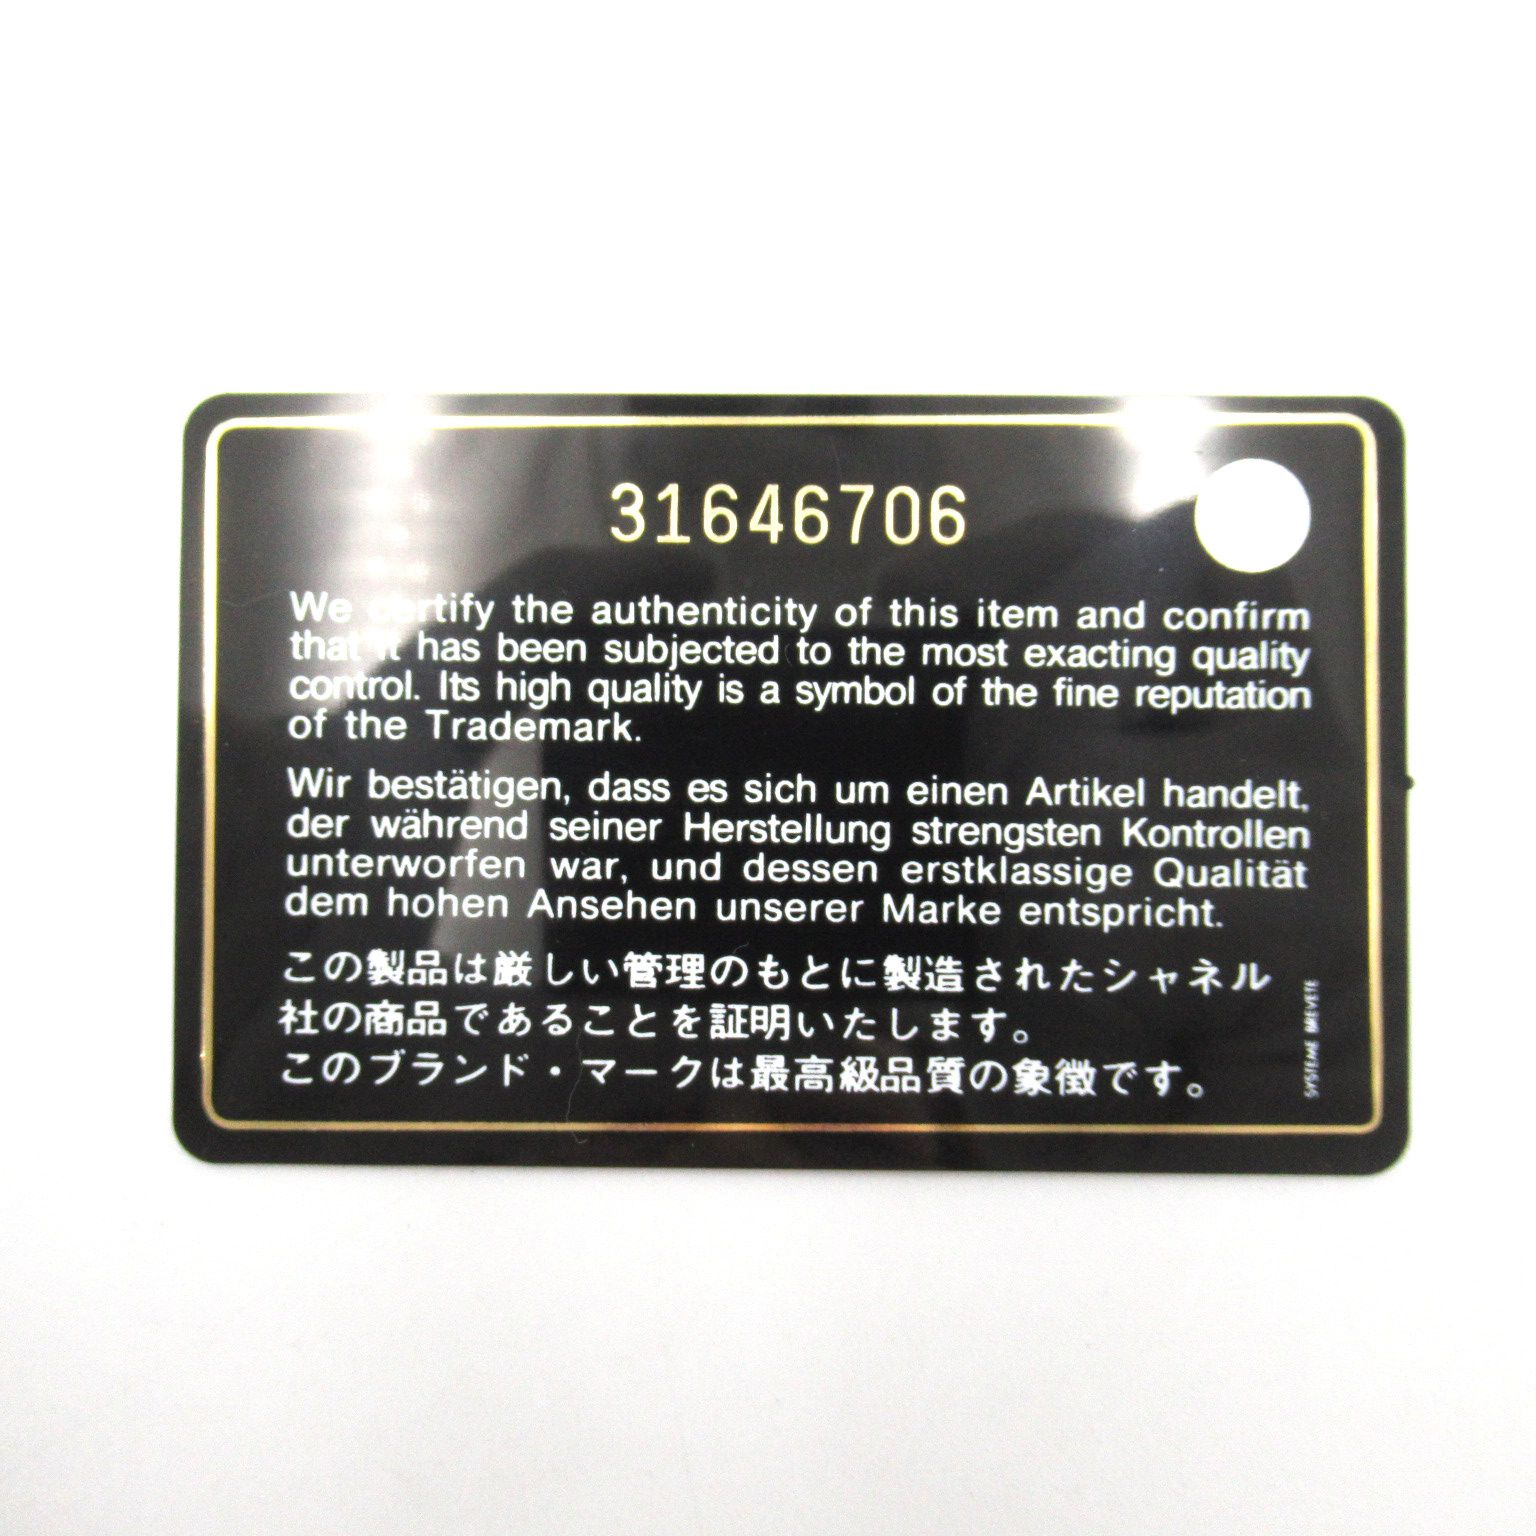 31646706
We certify the authenticity of this item and confirm
that it has been subjected to the most exacting quality
control. Its high quality is a symbol of the fine reputation
of the Trademark.
Wir bestätigen, dass es sich um einen Artikel handelt,
der während seiner Herstellung strengsten Kontrollen
unterworfen war, und dessen erstklassige Qualität
dem hohen Ansehen unserer Marke entspricht.
この製品は厳しい管理のもとに製造されたシャネル
社の商品であることを証明いたします。
このブランド・マークは最高級品質の象徴です。
SYSTEME BREVETE